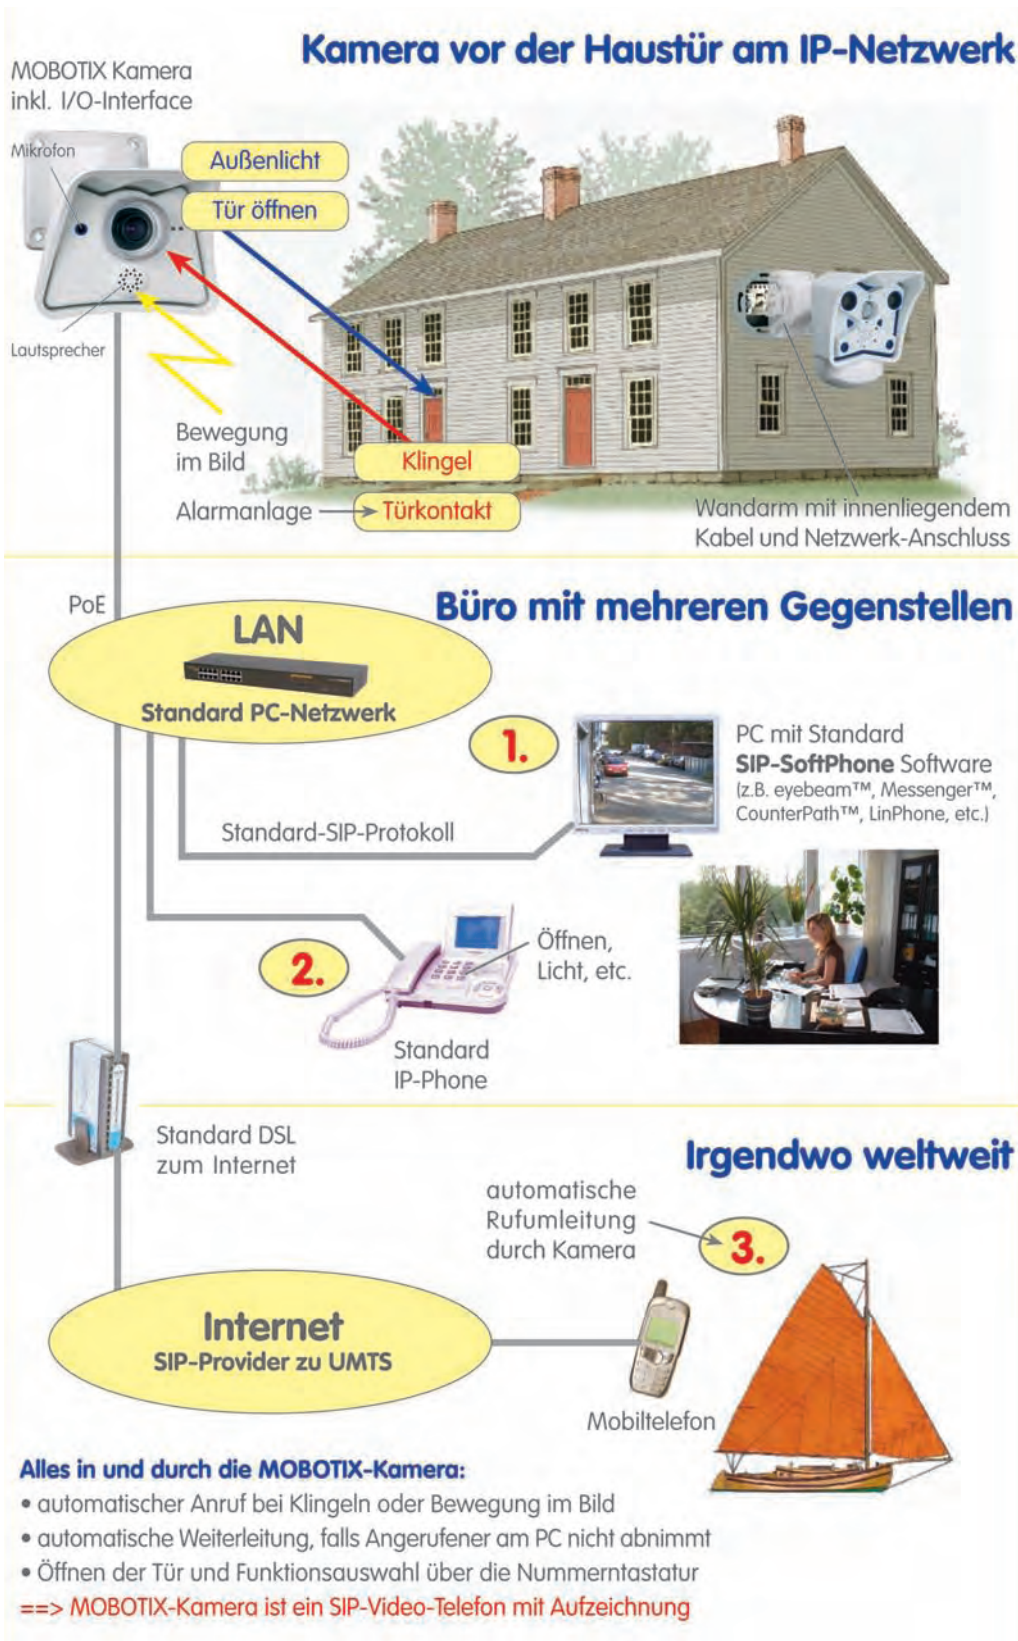 Kamera vor der Haustür am IP-Netzwerk
MOBOTIX Kamera
inkl. I/O-Interface
Mikrofon
Außenlicht
Tür öffnen
Lautsprecher
Bewegung
im Bild
Klingel
Alarmanlage
Türkontakt
Wandarm mit innenliegendem
Kabel und Netzwerk-Anschluss
PoE
Büro mit mehreren Gegenstellen
LAN
Standard PC-Netzwerk
1.
PC mit Standard
SIP-SoftPhone Software
(z.B. eyebeam™, Messenger™,
CounterPath™, LinPhone, etc.)
Standard-SIP-Protokoll
2.
Öffnen,
Licht, etc.
Standard
IP-Phone
Standard DSL
zum Internet
Irgendwo weltweit
automatische
Rufumleitung
durch Kamera
3.
Internet
SIP-Provider zu UMTS
Mobiltelefon
Alles in und durch die MOBOTIX-Kamera:
• automatischer Anruf bei Klingeln oder Bewegung im Bild
• automatische Weiterleitung, falls Angerufener am PC nicht abnimmt
• Öffnen der Tür und Funktionsauswahl über die Nummerntastatur
==> MOBOTIX-Kamera ist ein SIP-Video-Telefon mit Aufzeichnung